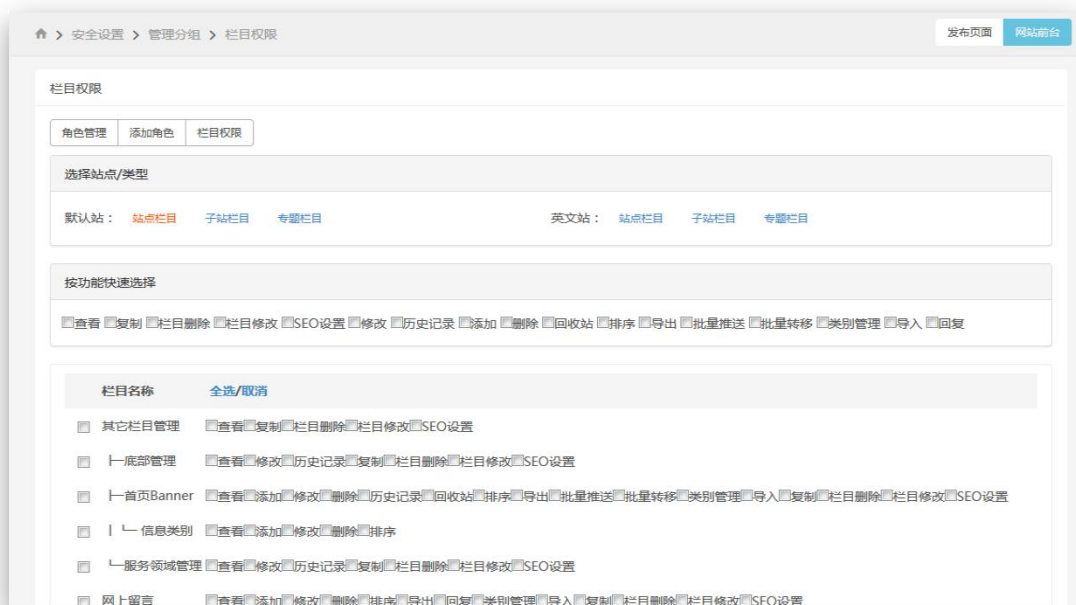 安全设置 管理分组 栏目权限 发布页面 网站前台
栏目权限
角色管理 添加角色 栏目权限
选择站点/类型
默认站： 站点栏目 子站栏目 专题栏目 英文站： 站点栏目 子站栏目 专题栏目
按功能快速选择
查看 复制 栏目删除 栏目修改 SEO设置 修改 历史记录 添加 删除 回收站 排序 导出 批量推送 批量转移 类别管理 导入 回复
栏目名称 全选/取消
其它栏目管理 查看 复制 栏目删除 栏目修改 SEO设置
├─底部管理 查看 修改 历史记录 复制 栏目删除 栏目修改 SEO设置
├─首页Banner 查看 添加 修改 删除 历史记录 回收站 排序 导出 批量推送 批量转移 类别管理 导入 复制 栏目删除 栏目修改 SEO设置
| └─ 信息类别 查看 添加 修改 删除 排序
└─服务领域管理 查看 修改 历史记录 复制 栏目删除 栏目修改 SEO设置
网上留言 查看 添加 修改 删除 排序 导出 回复 类别管理 导入 复制 栏目删除 栏目修改 SEO设置